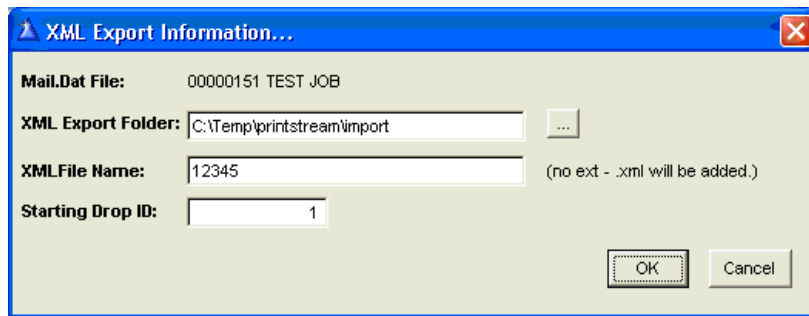 XML Export Information...
Mail.Dat File: 00000151 TEST JOB
XML Export Folder: C:\Temp\printstream\import ...
XMLFile Name: 12345 (no ext - .xml will be added.)
Starting Drop ID: 1
OK Cancel